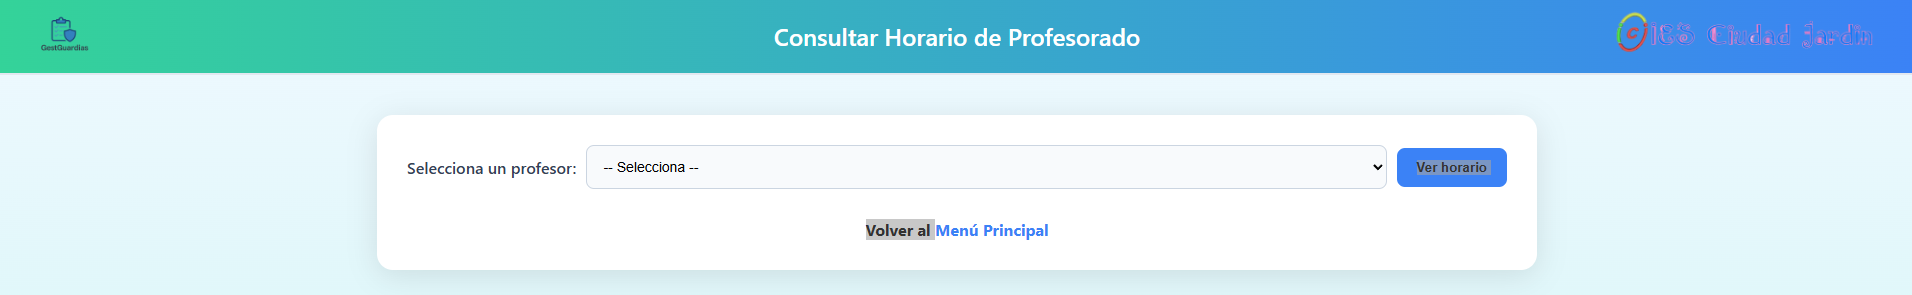 GestGuardias
Consultar Horario de Profesorado
IES Ciudad Jardín
Selecciona un profesor:
-- Selecciona --
Ver horario
Volver al Menú Principal